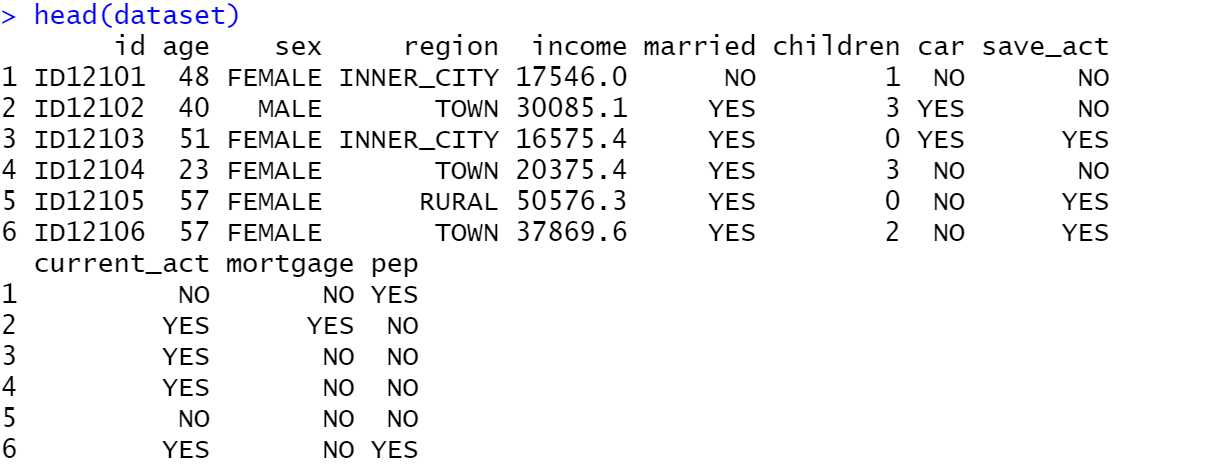 > head(dataset)
id age sex region income married children car save_act
1 ID12101 48 FEMALE INNER_CITY 17546.0 NO 1 NO NO
2 ID12102 40 MALE TOWN 30085.1 YES 3 YES NO
3 ID12103 51 FEMALE INNER_CITY 16575.4 YES 0 YES YES
4 ID12104 23 FEMALE TOWN 20375.4 YES 3 NO NO
5 ID12105 57 FEMALE RURAL 50576.3 YES 0 NO YES
6 ID12106 57 FEMALE TOWN 37869.6 YES 2 NO YES
current_act mortgage pep
1 NO NO YES
2 YES YES NO
3 YES NO NO
4 YES NO NO
5 NO NO NO
6 YES NO YES